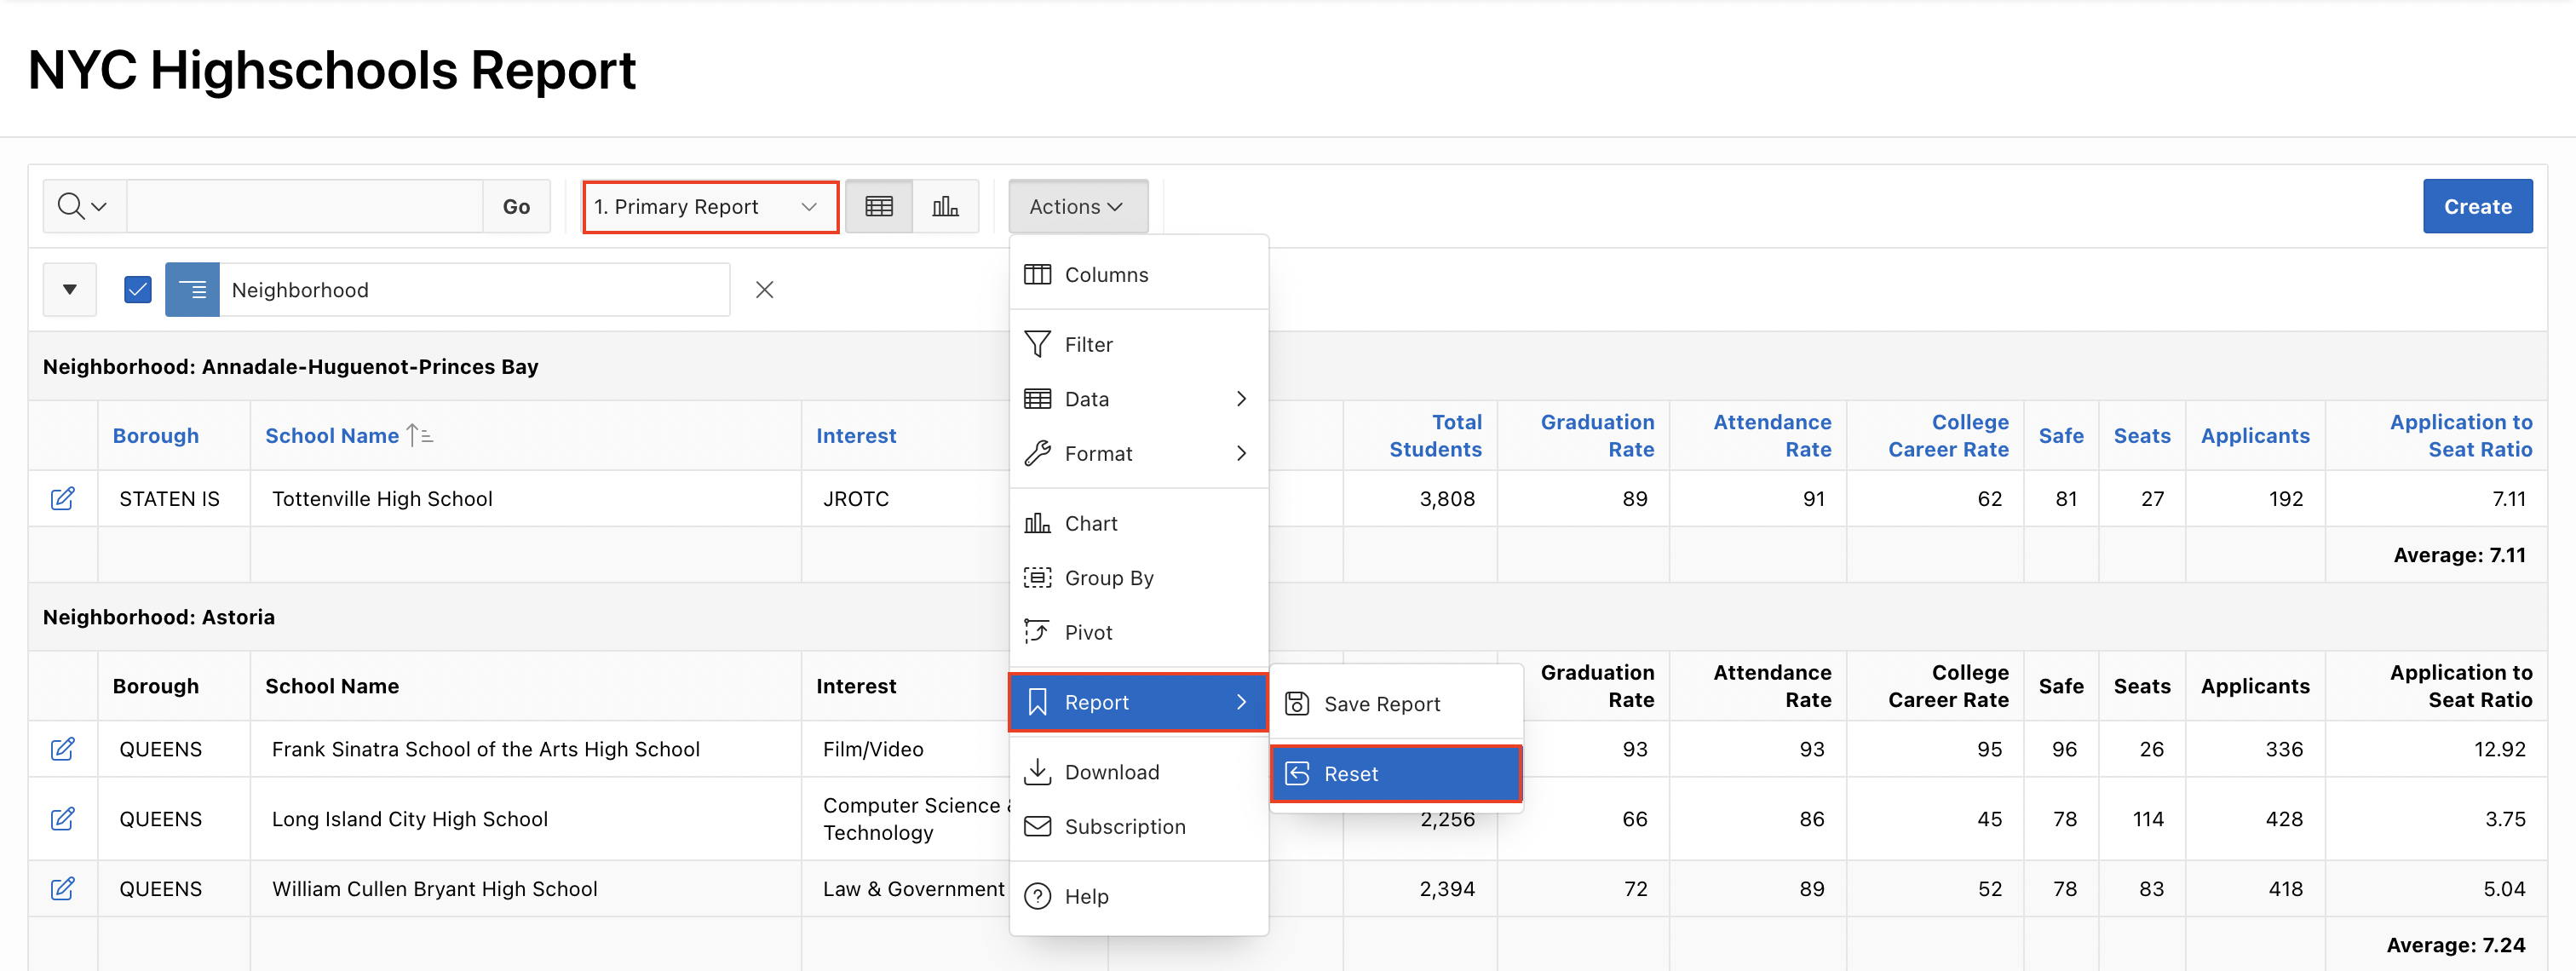 NYC Highschools Report
Go
1. Primary Report
Actions
Create
Columns
Neighborhood
Filter
Neighborhood: Annadale-Huguenot-Princes Bay
Data
Borough School Name Interest Total Students Graduation Rate Attendance Rate College Career Rate Safe Seats Applicants Application to Seat Ratio
Format
STATEN IS Tottenville High School JROTC 3,808 89 91 62 81 27 192 7.11
Chart
Average: 7.11
Group By
Neighborhood: Astoria
Pivot
Borough School Name Interest Graduation Rate Attendance Rate College Career Rate Safe Seats Applicants Application to Seat Ratio
Report
Save Report
QUEENS Frank Sinatra School of the Arts High School Film/Video 93 93 95 96 26 336 12.92
Download
Reset
QUEENS Long Island City High School Computer Science & Technology 2,256 66 86 45 78 114 428 3.75
Subscription
QUEENS William Cullen Bryant High School Law & Government 2,394 72 89 52 78 83 418 5.04
Help
Average: 7.24